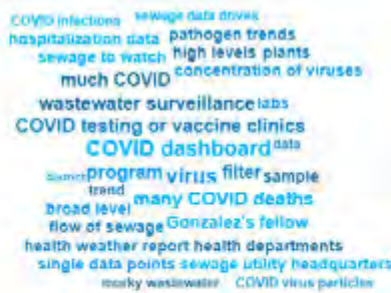 COVID infections sewage data drives
hospitalization data pathogen trends
sewage to watch high levels plants
much COVID concentration of viruses
wastewater surveillance labs
COVID testing or vaccine clinics
COVID dashboard data
program virus filter sample
trend many COVID deaths
broad level
flow of sewage Gonzalez's fellow
health weather report health departments
single data points sewage utility headquarters
murky wastewater COVID virus particles